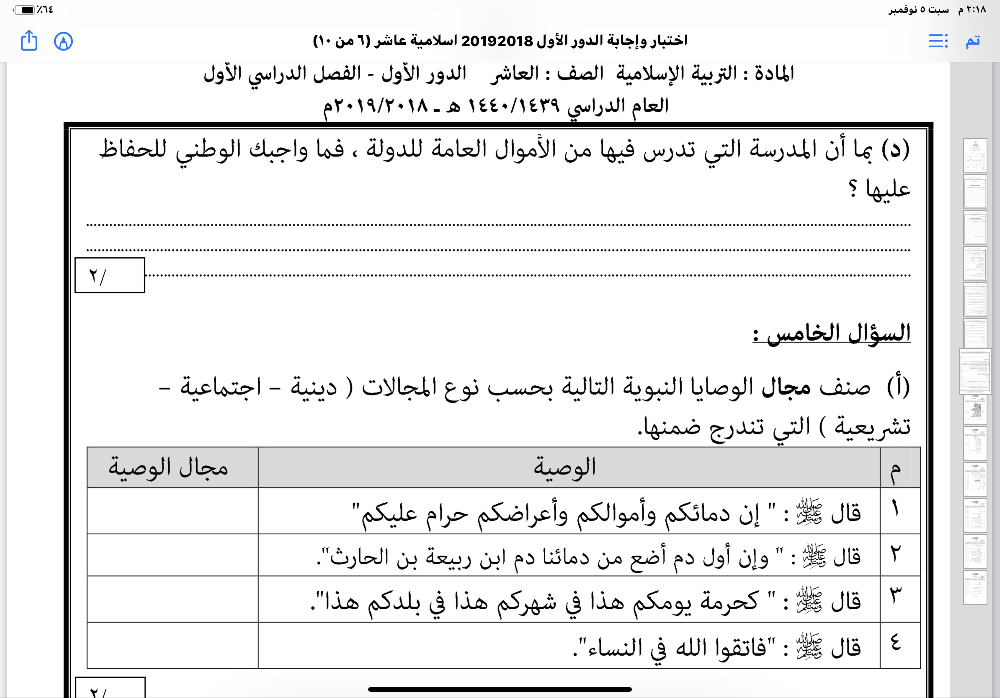 ٢:١٨ م سبت ٥ نوفمبر
٪٦٤
تم
اختبار وإجابة الدور الأول 20192018 اسلامية عاشر (٦ من ١٠)
المادة : التربية الإسلامية الصف : العاشر الدور الأول - الفصل الدراسي الأول
العام الدراسي ١٤٤٠/١٤٣٩ هـ ـ ٢٠١٩/٢٠١٨م
(د) بما أن المدرسة التي تدرس فيها من الأموال العامة للدولة ، فما واجبك الوطني للحفاظ
عليها ؟
/٢
السؤال الخامس :
(أ) صنف مجال الوصايا النبوية التالية بحسب نوع المجالات ( دينية – اجتماعية –
تشريعية ) التي تندرج ضمنها.
م الوصية مجال الوصية
١ قال ﷺ : " إن دمائكم وأموالكم وأعراضكم حرام عليكم"
٢ قال ﷺ : " وإن أول دم أضع من دمائنا دم ابن ربيعة بن الحارث".
٣ قال ﷺ : " كحرمة يومكم هذا في شهركم هذا في بلدكم هذا".
٤ قال ﷺ : "فاتقوا الله في النساء".
/٢